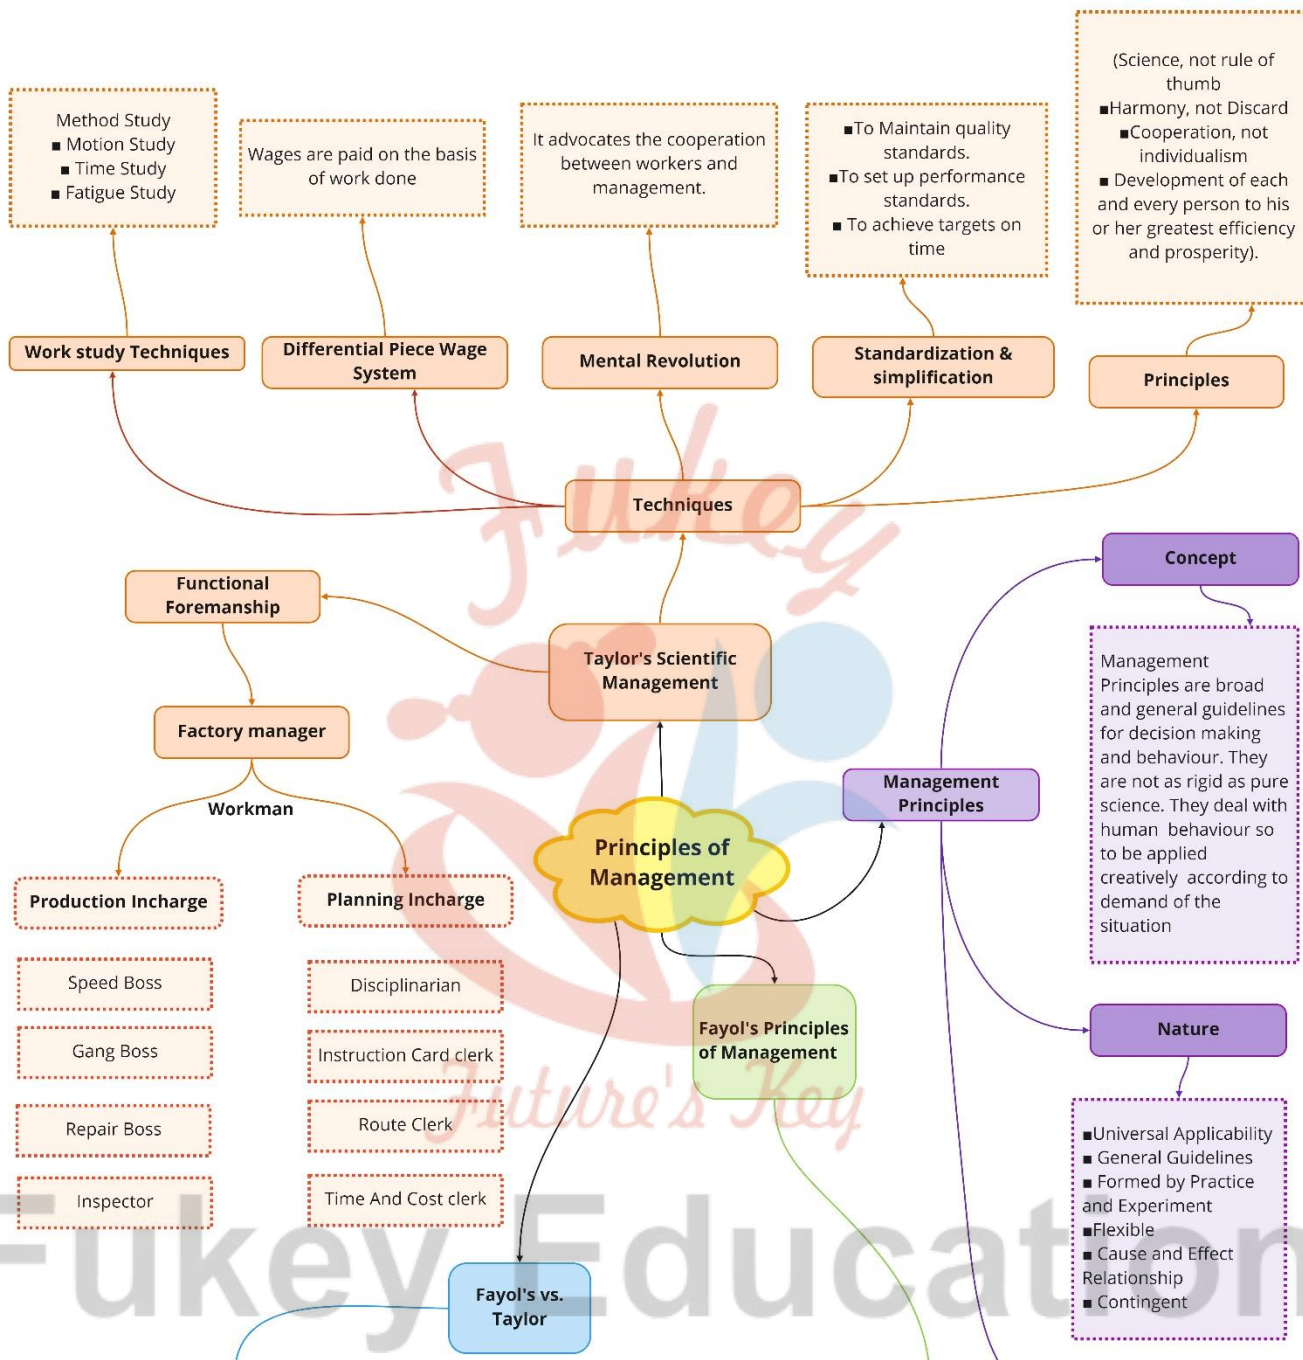 (Science, not rule of
thumb
■Harmony, not Discard
■Cooperation, not
individualism
■ Development of each
and every person to his
or her greatest efficiency
and prosperity).
Method Study
■ Motion Study
■ Time Study
■ Fatigue Study
Wages are paid on the basis
of work done
It advocates the cooperation
between workers and
management.
■To Maintain quality
standards.
■To set up performance
standards.
■ To achieve targets on
time
Work study Techniques
Differential Piece Wage
System
Mental Revolution
Standardization &
simplification
Principles
Techniques
Fukey
Functional
Foremanship
Taylor's Scientific
Management
Concept
Management
Principles are broad
and general guidelines
for decision making
and behaviour. They
are not as rigid as pure
science. They deal with
human behaviour so
to be applied
creatively according to
demand of the
situation
Factory manager
Workman
Management
Principles
Principles of
Management
Production Incharge
Planning Incharge
Speed Boss
Gang Boss
Repair Boss
Inspector
Disciplinarian
Instruction Card clerk
Route Clerk
Time And Cost clerk
Fayol's Principles
of Management
Future's Key
Nature
■Universal Applicability
■ General Guidelines
■ Formed by Practice
and Experiment
■Flexible
■ Cause and Effect
Relationship
■ Contingent
Fukey Education
Fayol's vs.
Taylor